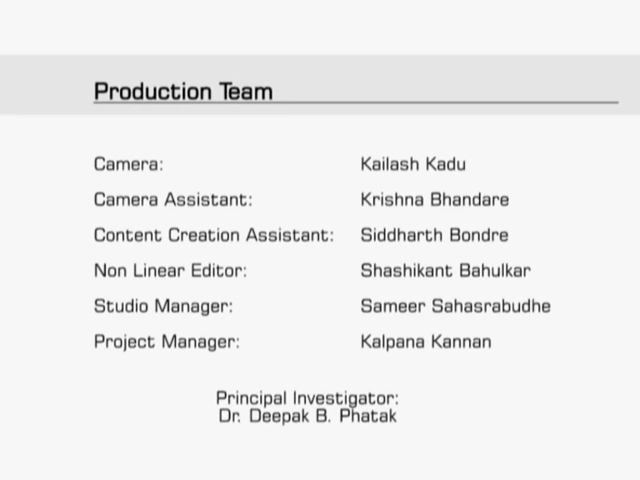 Production Team
Camera: Kailash Kadu
Camera Assistant: Krishna Bhandare
Content Creation Assistant: Siddharth Bondre
Non Linear Editor: Shashikant Bahulkar
Studio Manager: Sameer Sahasrabudhe
Project Manager: Kalpana Kannan
Principal Investigator:
Dr. Deepak B. Phatak